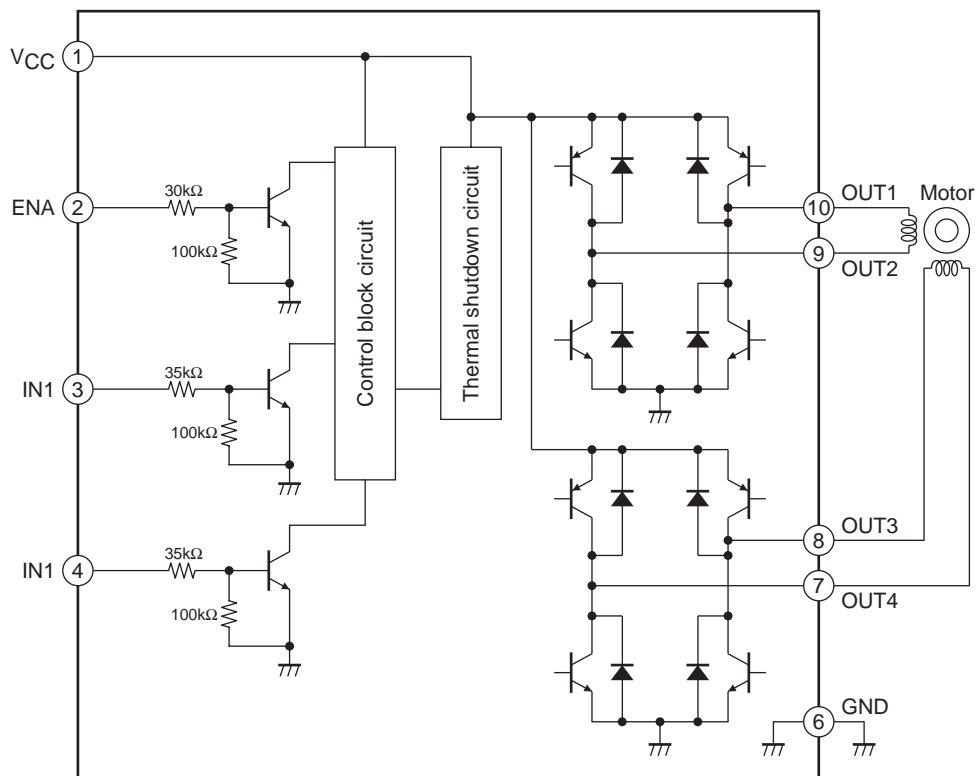 VCC 1
ENA 2
30kΩ
100kΩ
IN1 3
35kΩ
100kΩ
IN1 4
35kΩ
100kΩ
Control block circuit
Thermal shutdown circuit
10 OUT1
Motor
9 OUT2
8 OUT3
7 OUT4
6 GND